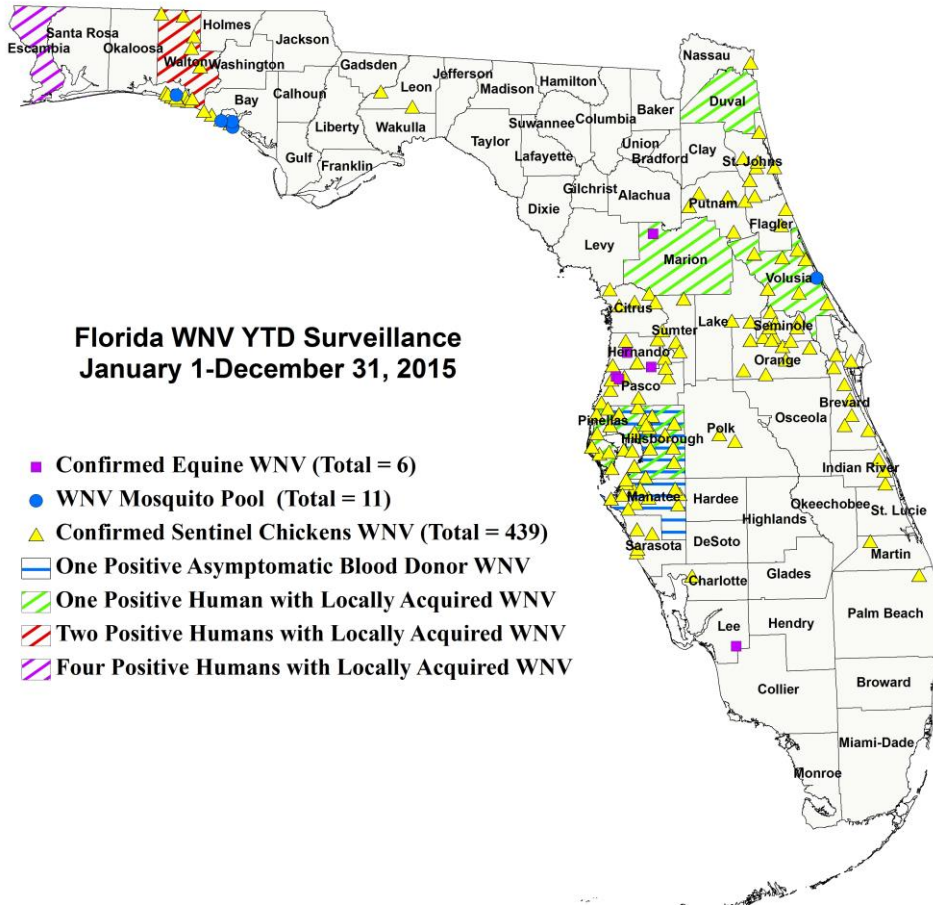 Holmes
Santa Rosa
Jackson
Escambia
Okaloosa
Walton
Washington
Gadsden
Nassau
Jefferson
Hamilton
Leon
Madison
Bay
Calhoun
Duval
Baker
Columbia
Suwannee
Liberty
Wakulla
Taylor
Union
Clay
Lafayette
Bradford
St. Johns
Gulf
Franklin
Gilchrist
Alachua
Putnam
Dixie
Flagler
Levy
Marion
Volusia
Citrus
Lake
Sumter
Seminole
Florida WNV YTD Surveillance
January 1-December 31, 2015
Hernando
Orange
Pasco
Brevard
Osceola
Pinellas
Polk
Hillsborough
Confirmed Equine WNV (Total = 6)
WNV Mosquito Pool (Total = 11)
Confirmed Sentinel Chickens WNV (Total = 439)
One Positive Asymptomatic Blood Donor WNV
One Positive Human with Locally Acquired WNV
Two Positive Humans with Locally Acquired WNV
Four Positive Humans with Locally Acquired WNV
Indian River
Manatee
Hardee
Okeechobee
St. Lucie
Highlands
Sarasota
DeSoto
Martin
Charlotte
Glades
Palm Beach
Lee
Hendry
Collier
Broward
Miami-Dade
Monroe